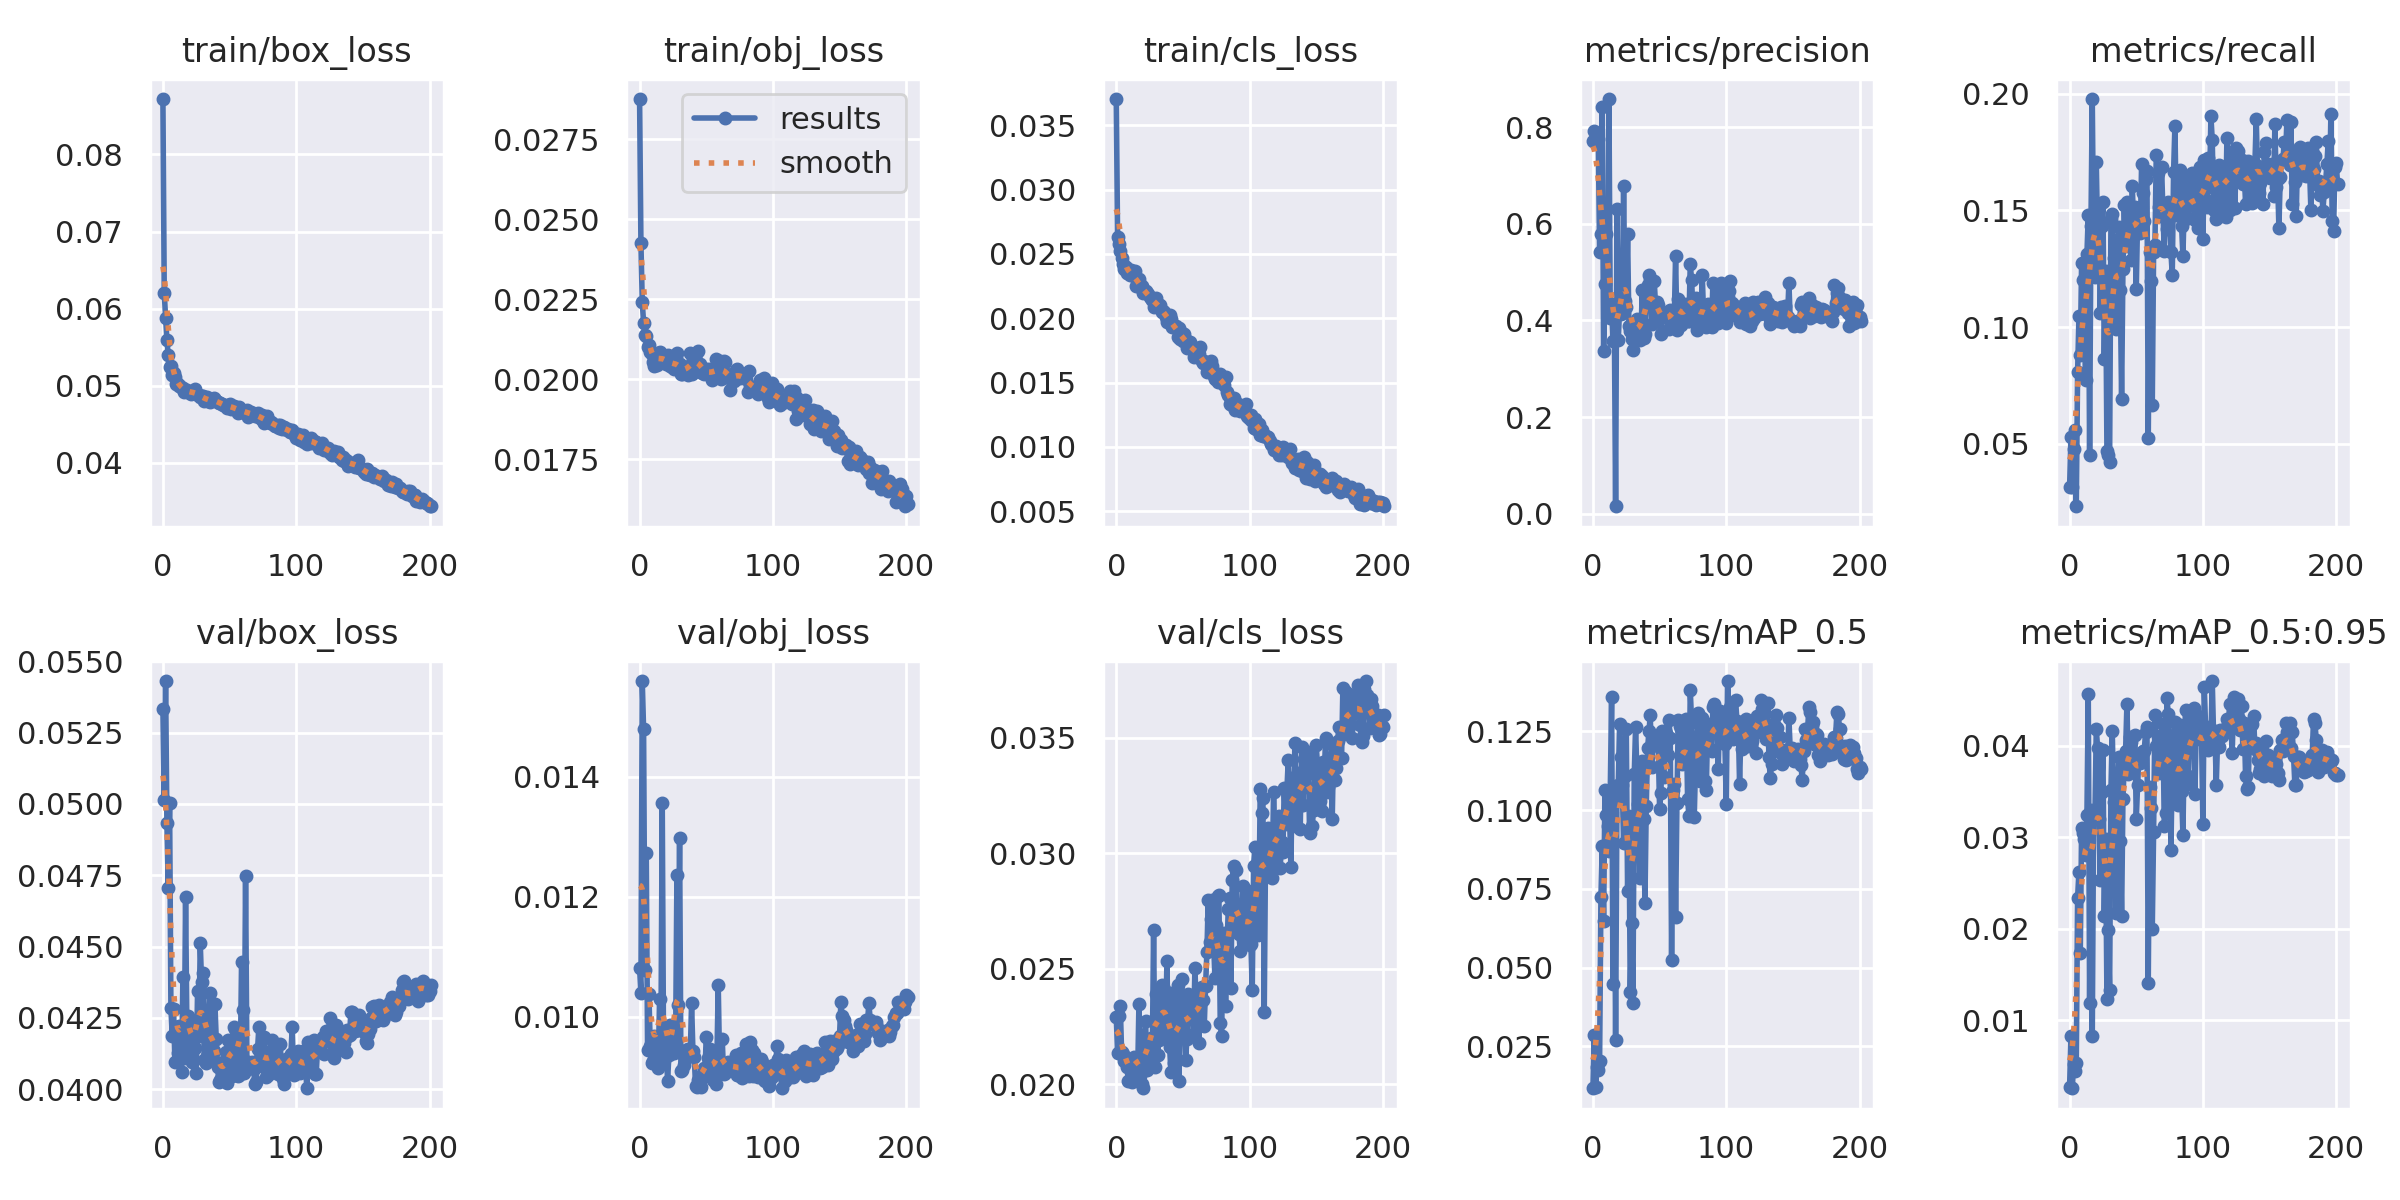 train/box_loss
0.08
0.07
0.06
0.05
0.04
0 100 200
train/obj_loss
results
smooth
0.0275
0.0250
0.0225
0.0200
0.0175
0 100 200
train/cls_loss
0.035
0.030
0.025
0.020
0.015
0.010
0.005
0 100 200
metrics/precision
0.8
0.6
0.4
0.2
0.0
0 100 200
metrics/recall
0.20
0.15
0.10
0.05
0 100 200
val/box_loss
0.0550
0.0525
0.0500
0.0475
0.0450
0.0425
0.0400
0 100 200
val/obj_loss
0.014
0.012
0.010
0 100 200
val/cls_loss
0.035
0.030
0.025
0.020
0 100 200
metrics/mAP_0.5
0.125
0.100
0.075
0.050
0.025
0 100 200
metrics/mAP_0.5:0.95
0.04
0.03
0.02
0.01
0 100 200